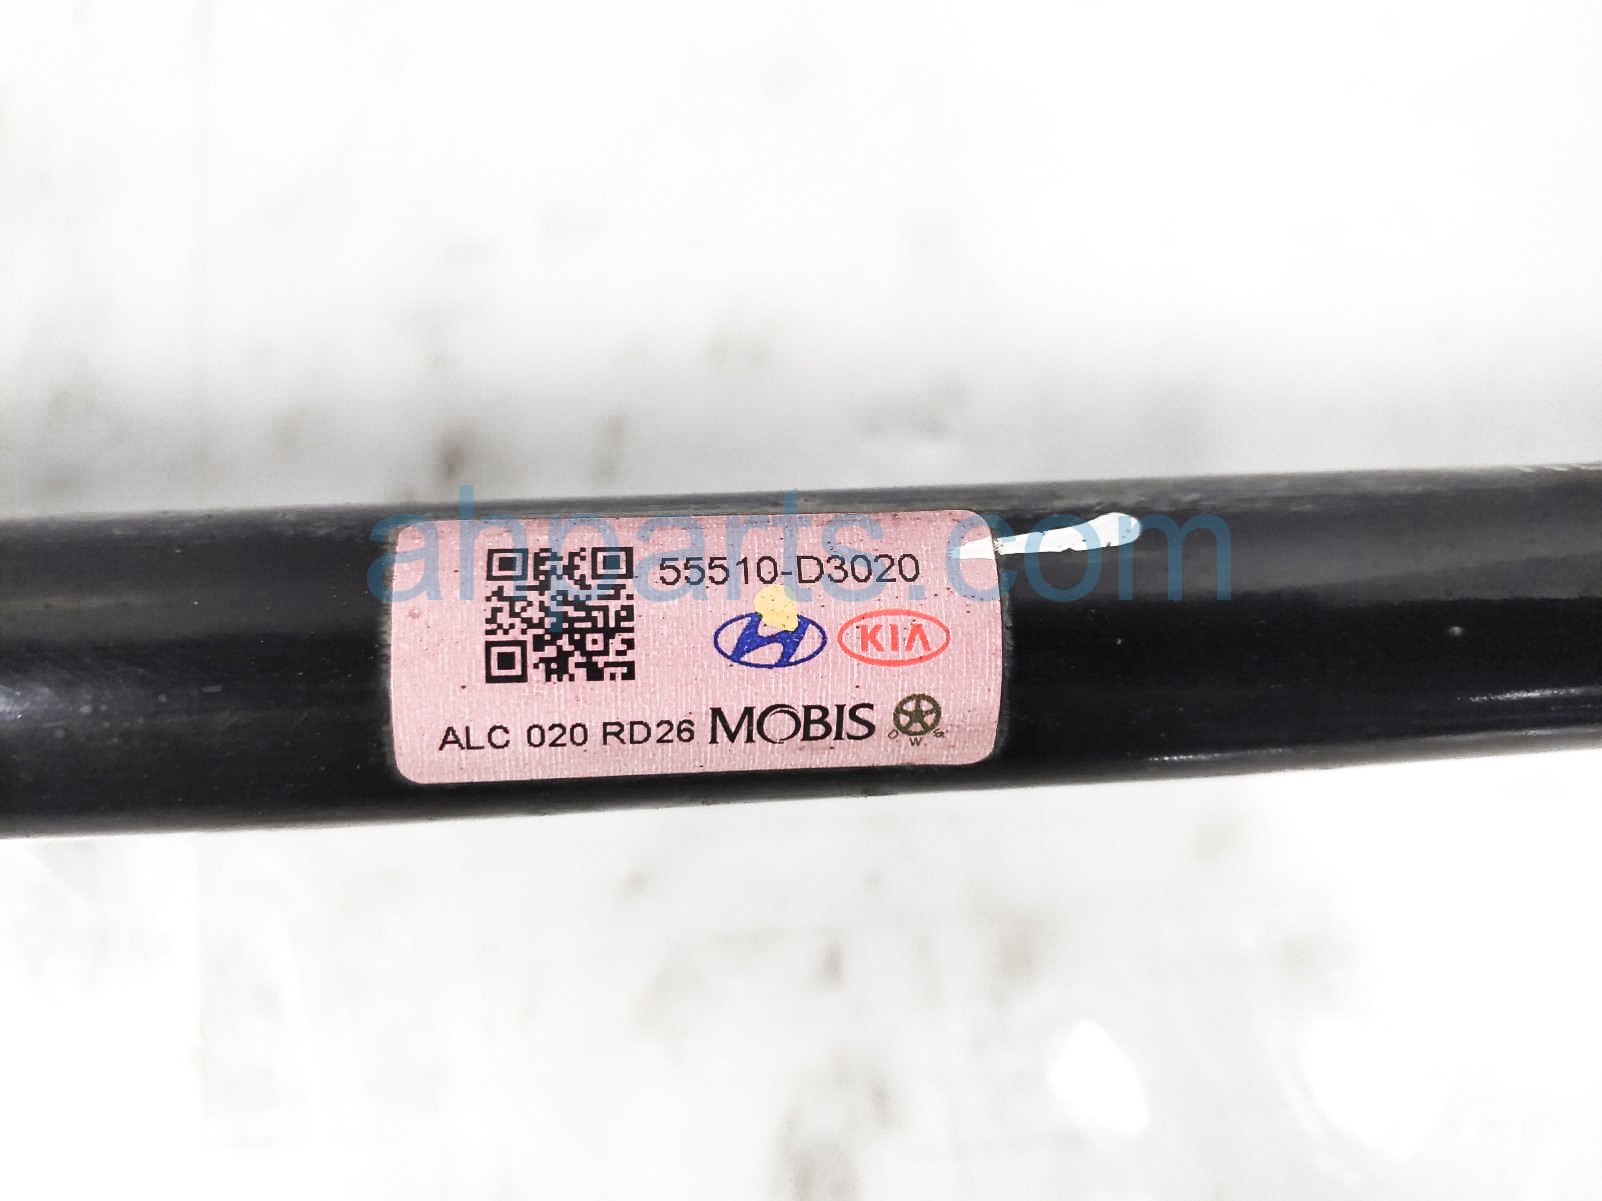 55510-D3020
KIA
ALC 020 RD26 MOBIS
O W S
ahparts.com